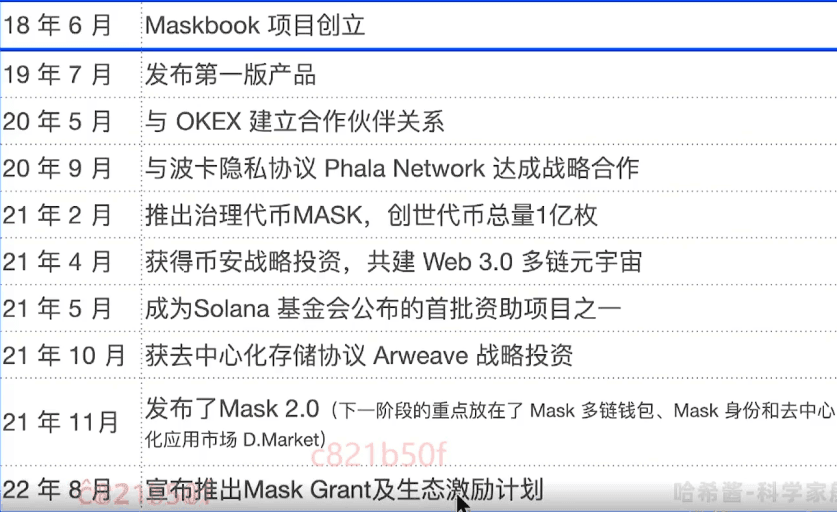 18 年 6 月 Maskbook 项目创立
19 年 7 月 发布第一版产品
20 年 5 月 与 OKEX 建立合作伙伴关系
20 年 9 月 与波卡隐私协议 Phala Network 达成战略合作
21 年 2 月 推出治理代币MASK，创世代币总量1亿枚
21 年 4 月 获得币安战略投资，共建 Web 3.0 多链元宇宙
21 年 5 月 成为Solana 基金会公布的首批资助项目之一
21 年 10 月 获去中心化存储协议 Arweave 战略投资
21 年 11月 发布了Mask 2.0（下一阶段的重点放在了 Mask 多链钱包、Mask 身份和去中心
化应用市场 D.Market）
c821b50f
22 年 8 月 宣布推出Mask Grant及生态激励计划
哈希酱-科学家